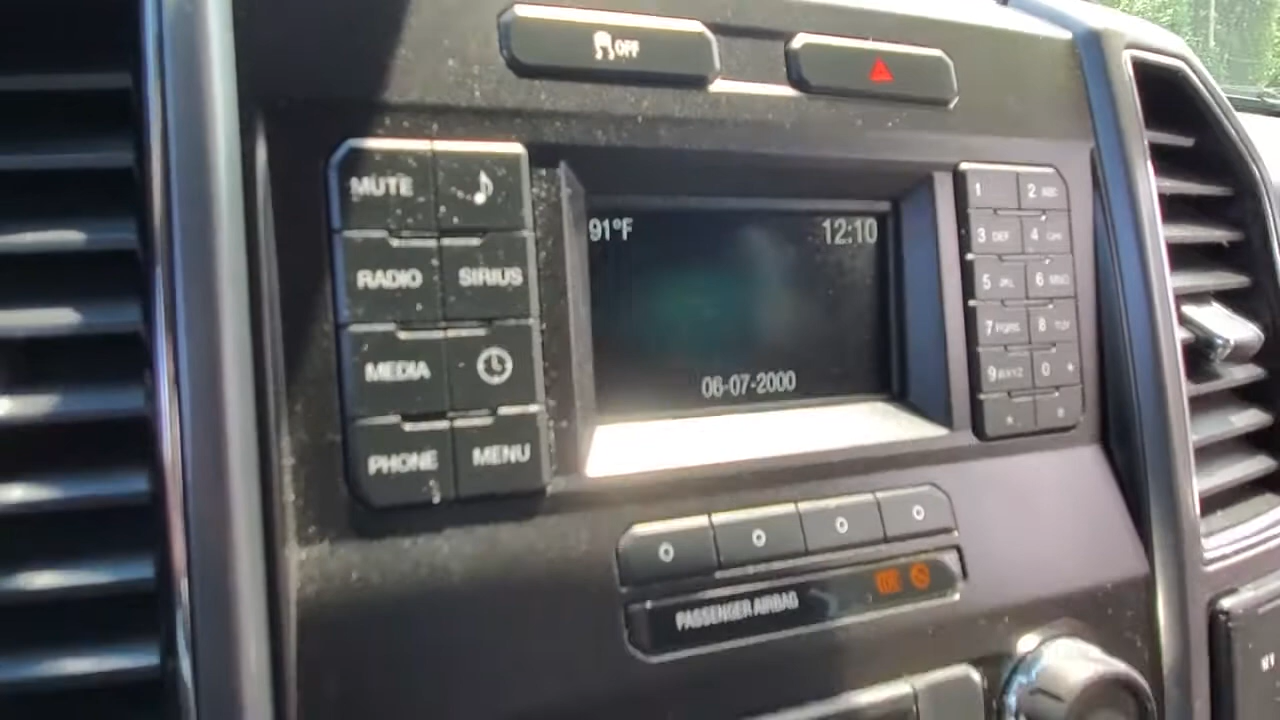 OFF
MUTE
RADIO SIRIUS
MEDIA
PHONE MENU
91°F 12:10
06-07-2000
1 2 ABC
3 DEF 4 GHI
5 JKL 6 MNO
7 PQRS 8 TUV
9 WXYZ 0 +
PASSENGER AIRBAG